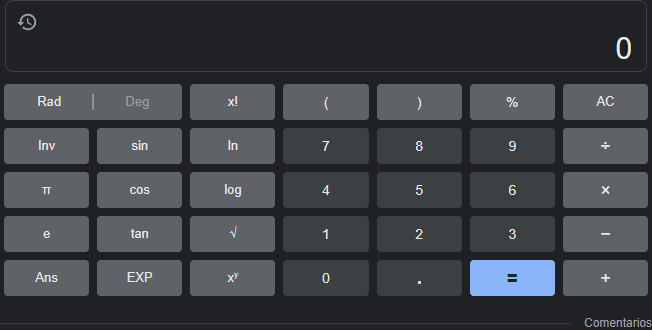 0
Rad | Deg x! ( ) % AC
Inv sin ln 7 8 9 ÷
π cos log 4 5 6 ×
e tan √ 1 2 3 −
Ans EXP xʸ 0 . = +
Comentarios